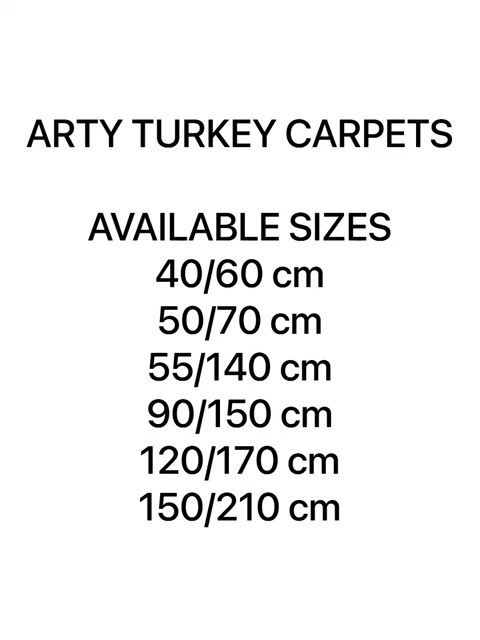 ARTY TURKEY CARPETS
AVAILABLE SIZES
40/60 cm
50/70 cm
55/140 cm
90/150 cm
120/170 cm
150/210 cm